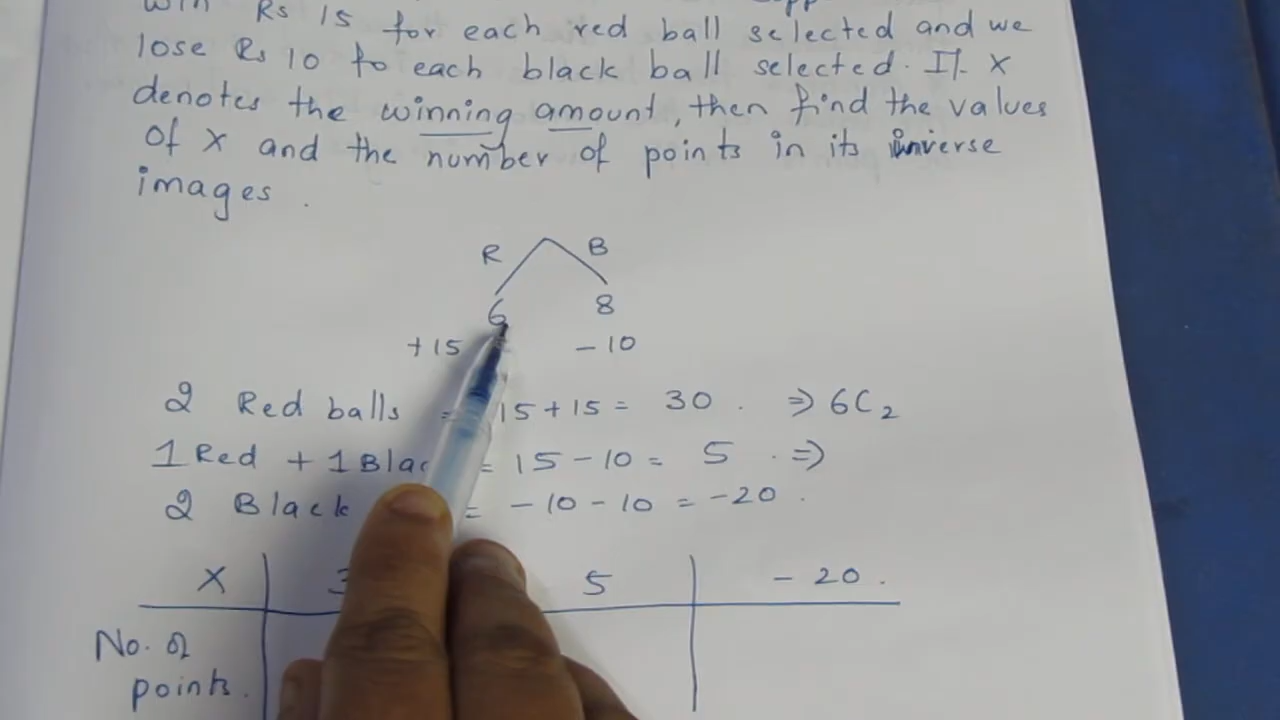 win Rs 15 for each red ball selected and we
lose Rs 10 fo each black ball selected. If X
denotes the winning amount, then find the values
of X and the number of points in its inverse
images.
R B
6 8
+15 -10
2 Red balls = 15+15 = 30. ⇒ 6C₂
1 Red + 1 Blac = 15-10 = 5. ⇒
2 Black = -10-10 = -20.
X 3 5 -20.
No. of
points.